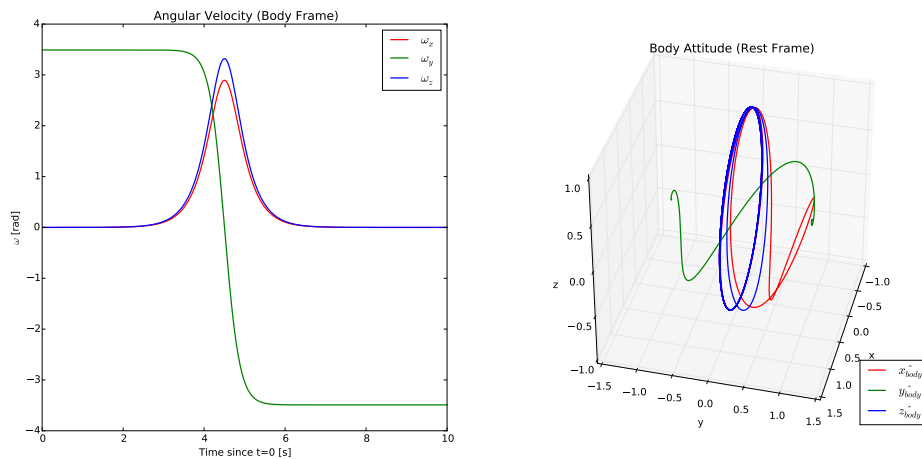 Angular Velocity (Body Frame)
4
3
2
1
0
−1
−2
−3
−4
ω [rad]
0 2 4 6 8 10
Time since t=0 [s]
ω_x
ω_y
ω_z
Body Attitude (Rest Frame)
1.0
0.5
0.0
−0.5
−1.0
z
−1.5 −1.0 −0.5 0.0 0.5 1.0 1.5
y
−1.0
−0.5
0.0
0.5
1.0
1.5
x
x̂_body
ŷ_body
ẑ_body